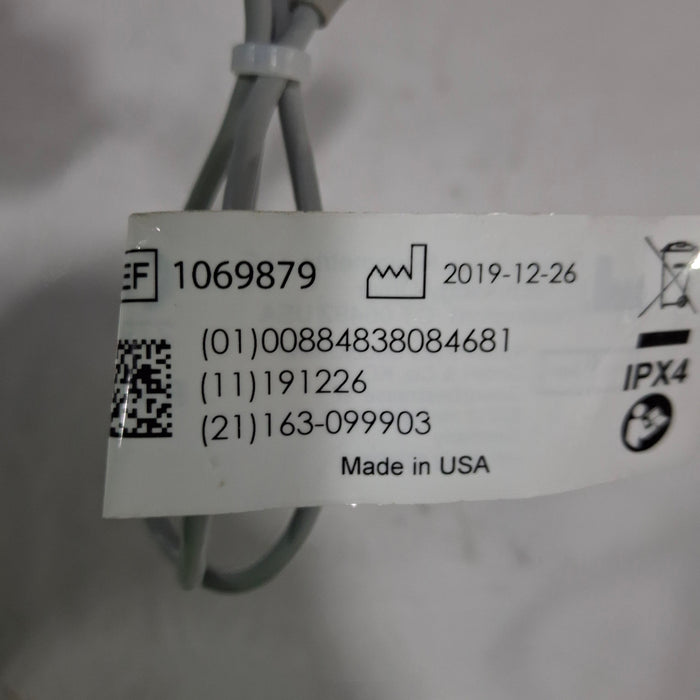 EF 1069879 2019-12-26
(01)00884838084681
(11)191226
(21)163-099903
IPX4
Made in USA